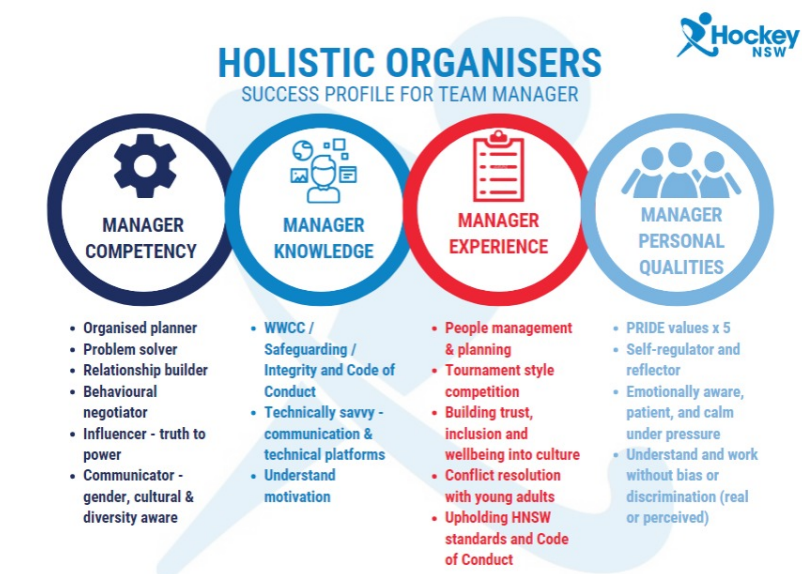 Hockey
NSW
HOLISTIC ORGANISERS
SUCCESS PROFILE FOR TEAM MANAGER
MANAGER
COMPETENCY
• Organised planner
• Problem solver
• Relationship builder
• Behavioural
negotiator
• Influencer - truth to
power
• Communicator -
gender, cultural &
diversity aware
MANAGER
KNOWLEDGE
• WWCC /
Safeguarding /
Integrity and Code of
Conduct
• Technically savvy -
communication &
technical platforms
• Understand
motivation
MANAGER
EXPERIENCE
• People management
& planning
• Tournament style
competition
• Building trust,
inclusion and
wellbeing into culture
• Conflict resolution
with young adults
• Upholding HNSW
standards and Code
of Conduct
MANAGER
PERSONAL
QUALITIES
• PRIDE values x 5
• Self-regulator and
reflector
• Emotionally aware,
patient, and calm
under pressure
• Understand and work
without bias or
discrimination (real
or perceived)